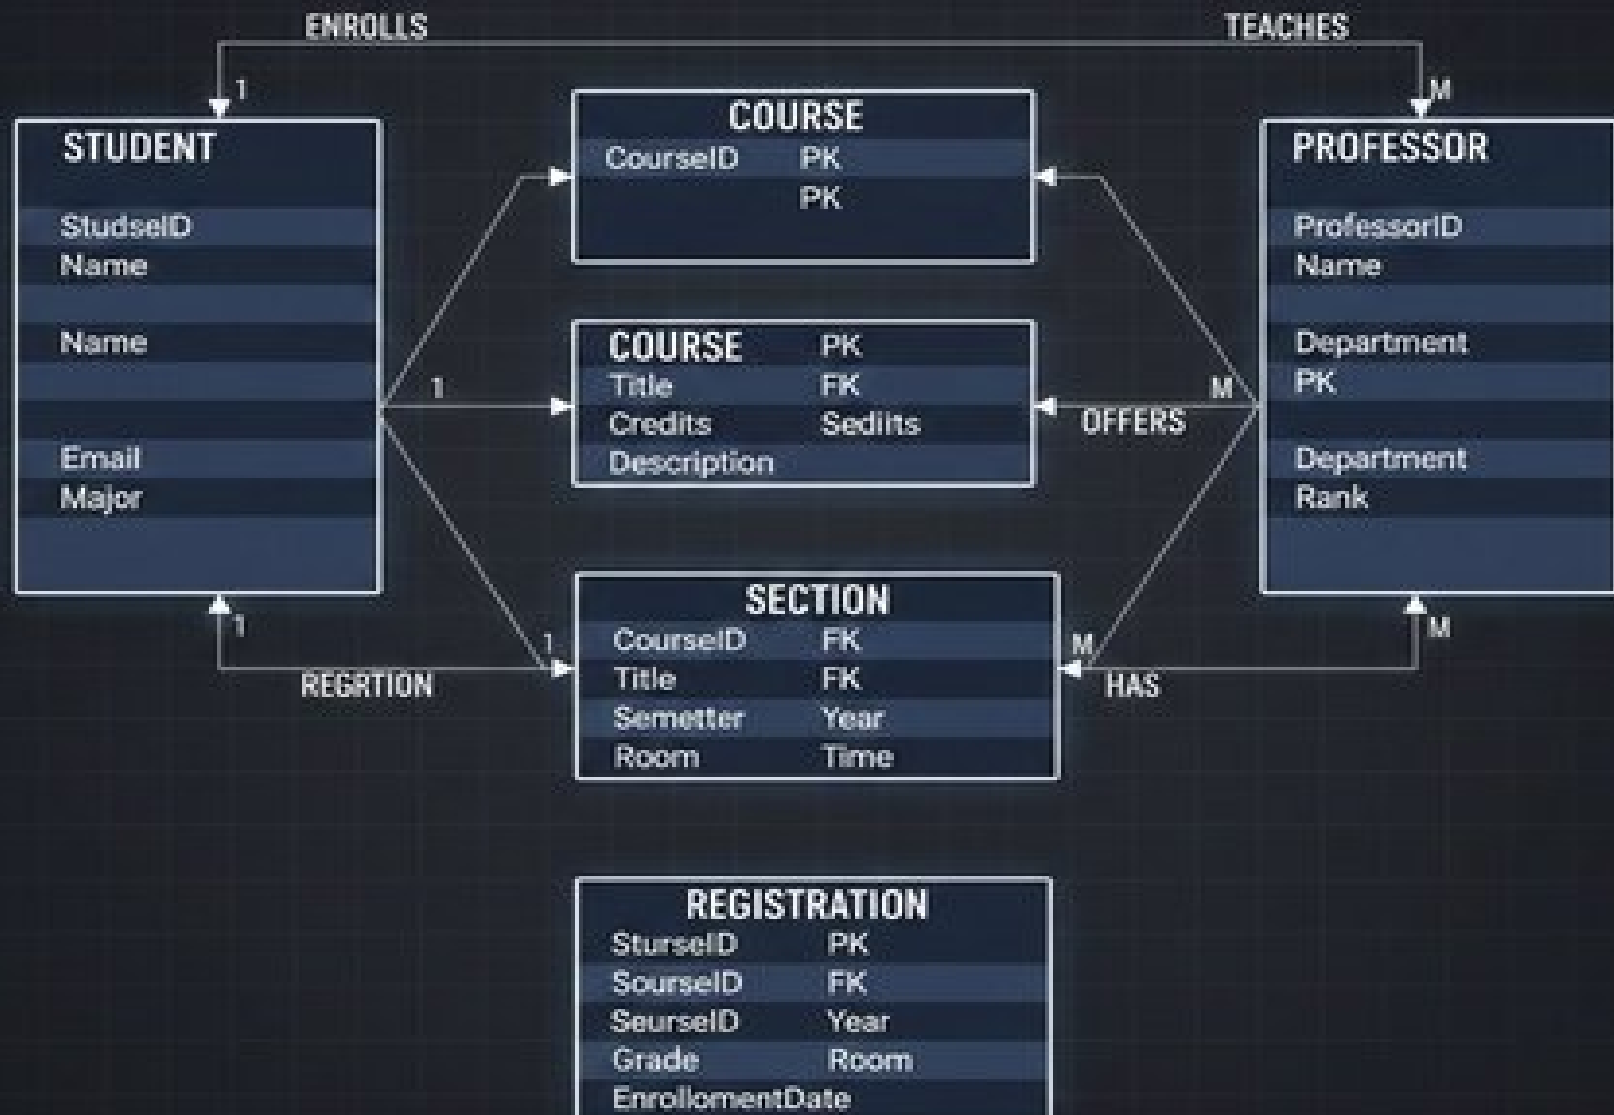 ENROLLS TEACHES
1 M
STUDENT
StudseID
Name
Name
Email
Major
COURSE
CourseID PK
PK
PROFESSOR
ProfessorID
Name
Department
PK
Department
Rank
1 M
OFFERS
COURSE PK
Title FK
Credits Sediits
Description
1 1 M M
REGRTION HAS
SECTION
CourseID FK
Title FK
Semetter Year
Room Time
REGISTRATION
SturseID PK
SourseID FK
SeurseID Year
Grade Room
EnrollomentDate